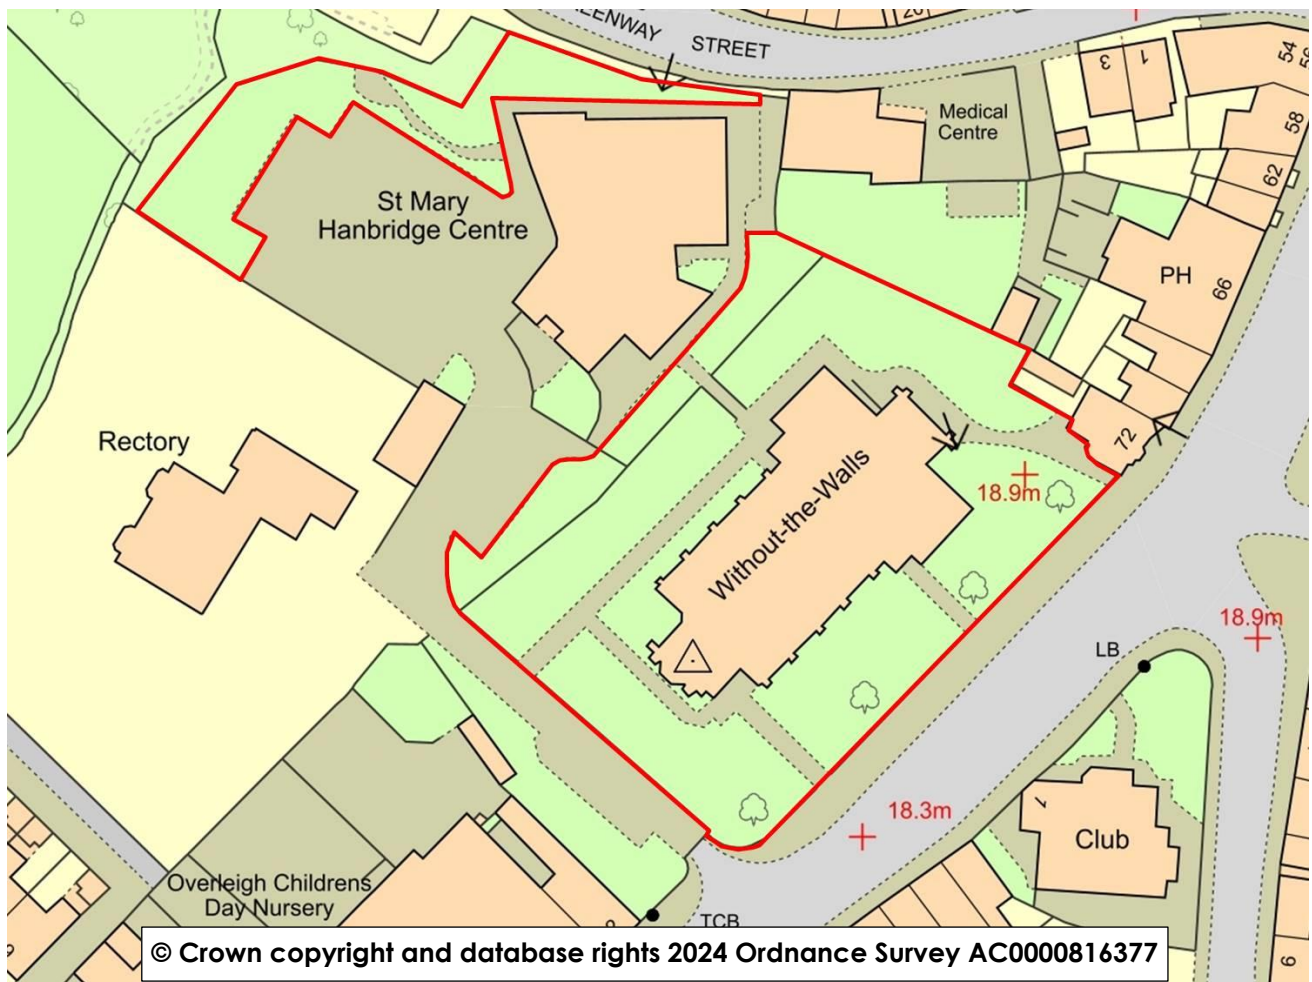 STREET
Medical
Centre
3
1
54
58
62
St Mary
Hanbridge Centre
PH
66
Rectory
72
Without-the-Walls
18.9m
18.9m
LB
18.3m
1
Club
Overleigh Childrens
Day Nursery
TCB
9
© Crown copyright and database rights 2024 Ordnance Survey AC0000816377